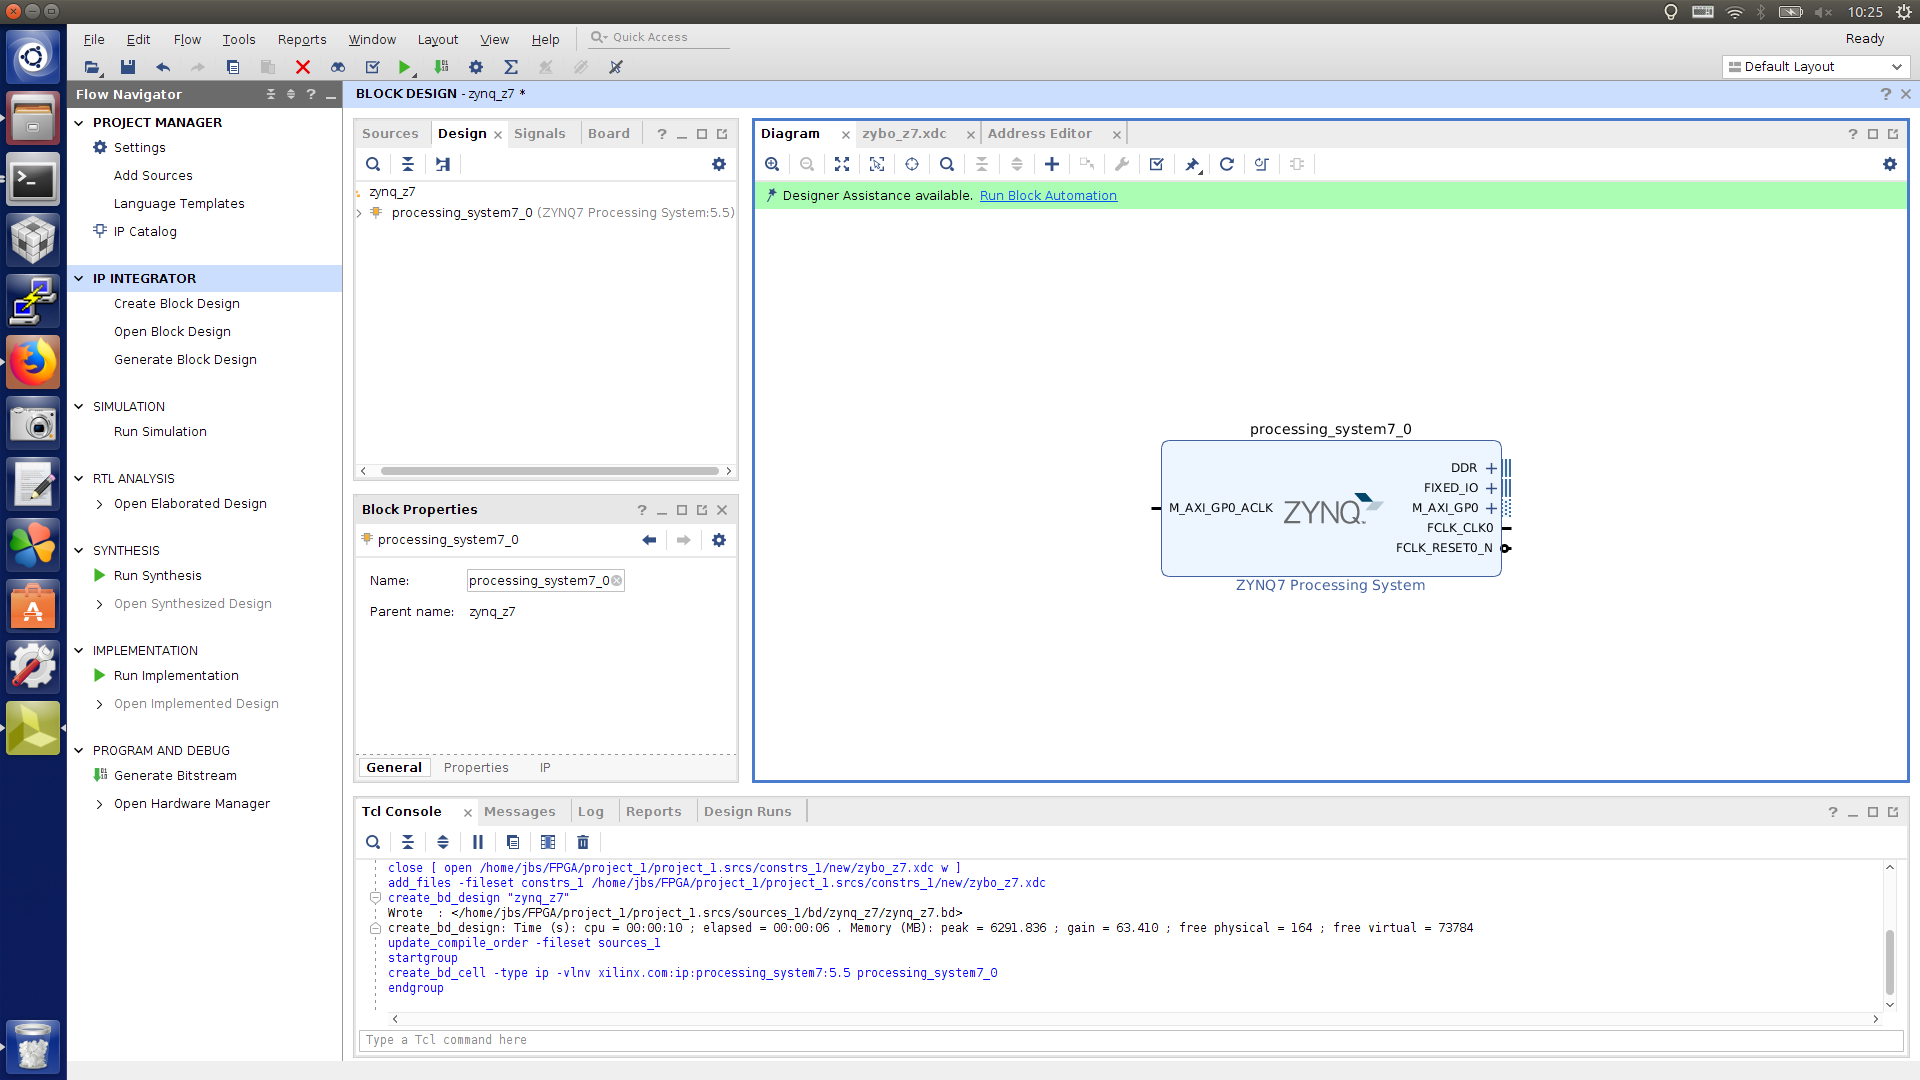 10:25
File Edit Flow Tools Reports Window Layout View Help Quick Access
Ready
Default Layout
Flow Navigator
PROJECT MANAGER
Settings
Add Sources
Language Templates
IP Catalog
IP INTEGRATOR
Create Block Design
Open Block Design
Generate Block Design
SIMULATION
Run Simulation
RTL ANALYSIS
Open Elaborated Design
SYNTHESIS
Run Synthesis
Open Synthesized Design
IMPLEMENTATION
Run Implementation
Open Implemented Design
PROGRAM AND DEBUG
Generate Bitstream
Open Hardware Manager
BLOCK DESIGN - zynq_z7 *
Sources Design Signals Board
zynq_z7
processing_system7_0 (ZYNQ7 Processing System:5.5)
Block Properties
processing_system7_0
Name: processing_system7_0
Parent name: zynq_z7
General Properties IP
Diagram zybo_z7.xdc Address Editor
Designer Assistance available. Run Block Automation
processing_system7_0
M_AXI_GP0_ACLK
ZYNQ
DDR
FIXED_IO
M_AXI_GP0
FCLK_CLK0
FCLK_RESET0_N
ZYNQ7 Processing System
Tcl Console Messages Log Reports Design Runs
close [ open /home/jbs/FPGA/project_1/project_1.srcs/constrs_1/new/zybo_z7.xdc w ]
add_files -fileset constrs_1 /home/jbs/FPGA/project_1/project_1.srcs/constrs_1/new/zybo_z7.xdc
create_bd_design "zynq_z7"
Wrote  : </home/jbs/FPGA/project_1/project_1.srcs/sources_1/bd/zynq_z7/zynq_z7.bd>
create_bd_design: Time (s): cpu = 00:00:10 ; elapsed = 00:00:06 . Memory (MB): peak = 6291.836 ; gain = 63.410 ; free physical = 164 ; free virtual = 73784
update_compile_order -fileset sources_1
startgroup
create_bd_cell -type ip -vlnv xilinx.com:ip:processing_system7:5.5 processing_system7_0
endgroup
Type a Tcl command here